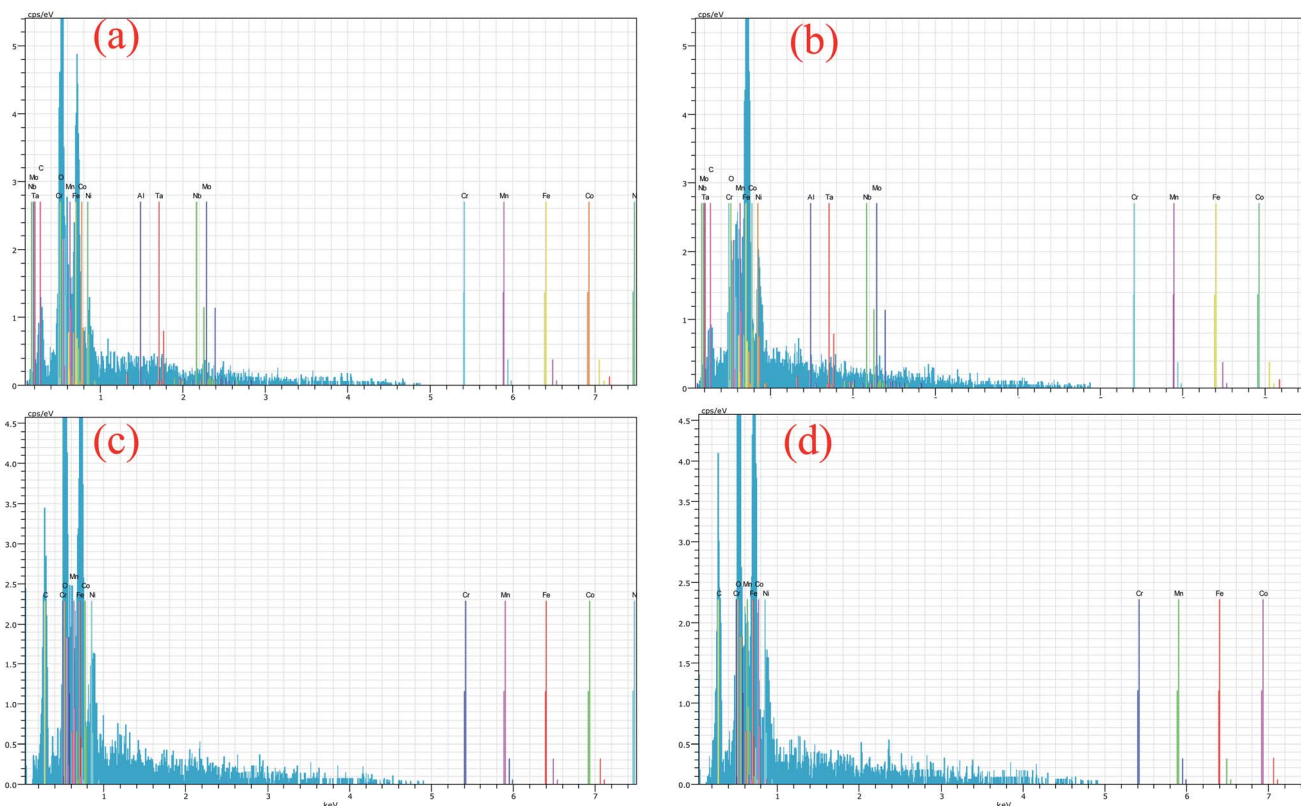 cps/eV
(a)
5
4
3
2
1
0
C
Mo
Nb
Ta
O
Cr
Mn
Fe
Co
Ni
Al
Ta
Nb
Mo
Cr
Mn
Fe
Co
N
1 2 3 4 5 6 7
cps/eV
(b)
5
4
3
2
1
0
C
Mo
Nb
Ta
O
Cr
Mn
Fe
Co
Ni
Al
Ta
Nb
Mo
Cr
Mn
Fe
Co
cps/eV
(c)
4.5
4.0
3.5
3.0
2.5
2.0
1.5
1.0
0.5
0.0
C
O
Cr
Mn
Fe
Co
Ni
Cr
Mn
Fe
Co
N
1 2 3 4 5 6 7
keV
cps/eV
(d)
4.5
4.0
3.5
3.0
2.5
2.0
1.5
1.0
0.5
0.0
C
O
Cr
Mn
Fe
Co
Ni
Cr
Mn
Fe
Co
1 2 3 4 5 6 7
keV